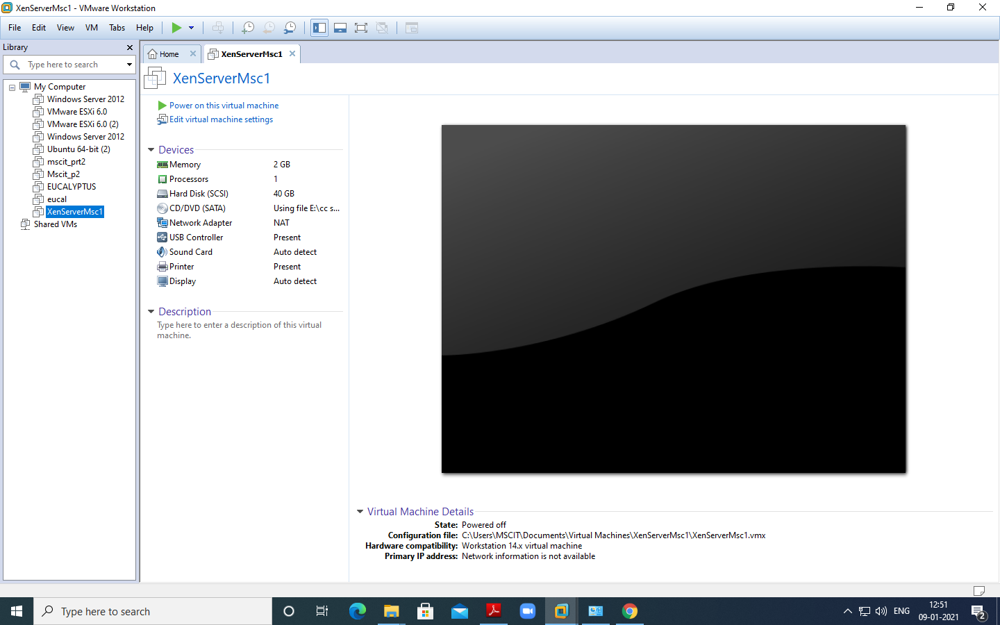 XenServerMsc1 - VMware Workstation
File Edit View VM Tabs Help
Library
Type here to search
My Computer
Windows Server 2012
VMware ESXi 6.0
VMware ESXi 6.0 (2)
Windows Server 2012
Ubuntu 64-bit (2)
mscit_prt2
Mscit_p2
EUCALYPTUS
eucal
XenServerMsc1
Shared VMs
Home XenServerMsc1
XenServerMsc1
Power on this virtual machine
Edit virtual machine settings
Devices
Memory 2 GB
Processors 1
Hard Disk (SCSI) 40 GB
CD/DVD (SATA) Using file E:\cc s...
Network Adapter NAT
USB Controller Present
Sound Card Auto detect
Printer Present
Display Auto detect
Description
Type here to enter a description of this virtual
machine.
Virtual Machine Details
State: Powered off
Configuration file: C:\Users\MSCIT\Documents\Virtual Machines\XenServerMsc1\XenServerMsc1.vmx
Hardware compatibility: Workstation 14.x virtual machine
Primary IP address: Network information is not available
Type here to search
ENG
12:51
09-01-2021
2